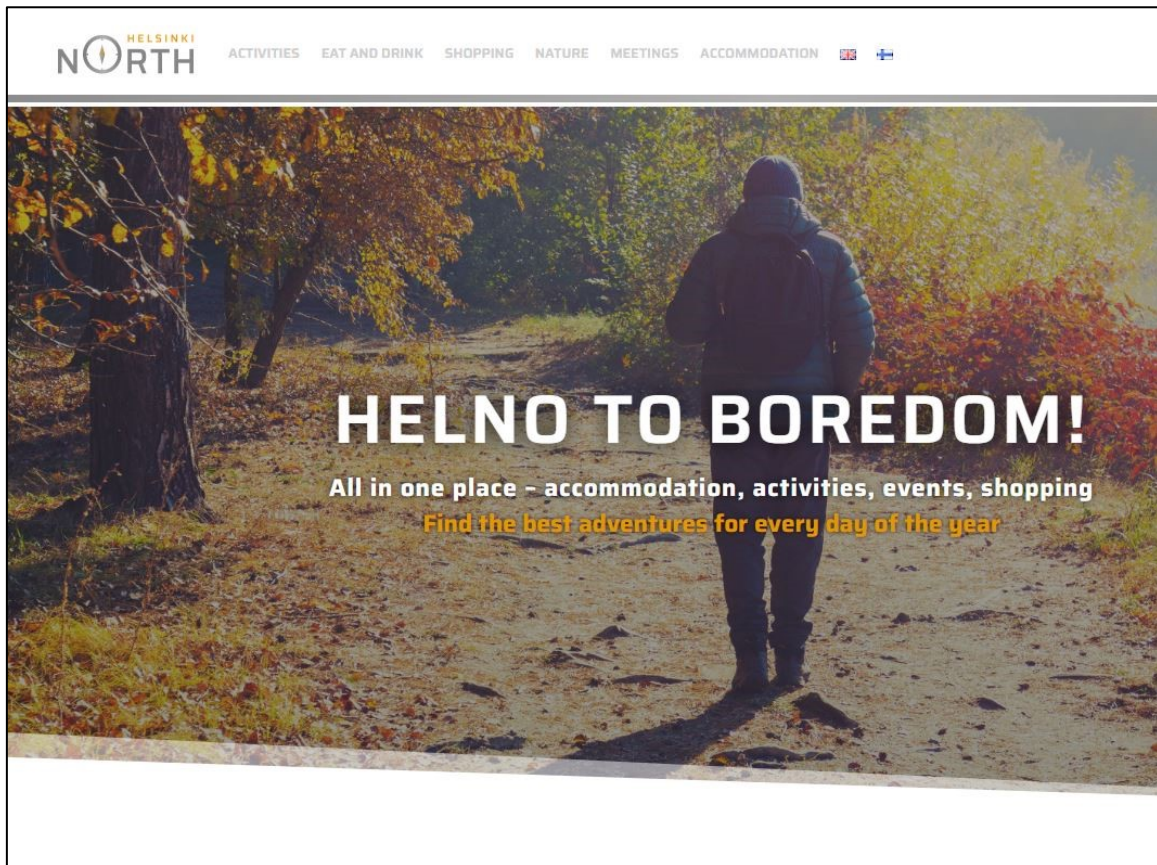 HELSINKI
NORTH
ACTIVITIES EAT AND DRINK SHOPPING NATURE MEETINGS ACCOMMODATION
HELNO TO BOREDOM!
All in one place – accommodation, activities, events, shopping
Find the best adventures for every day of the year